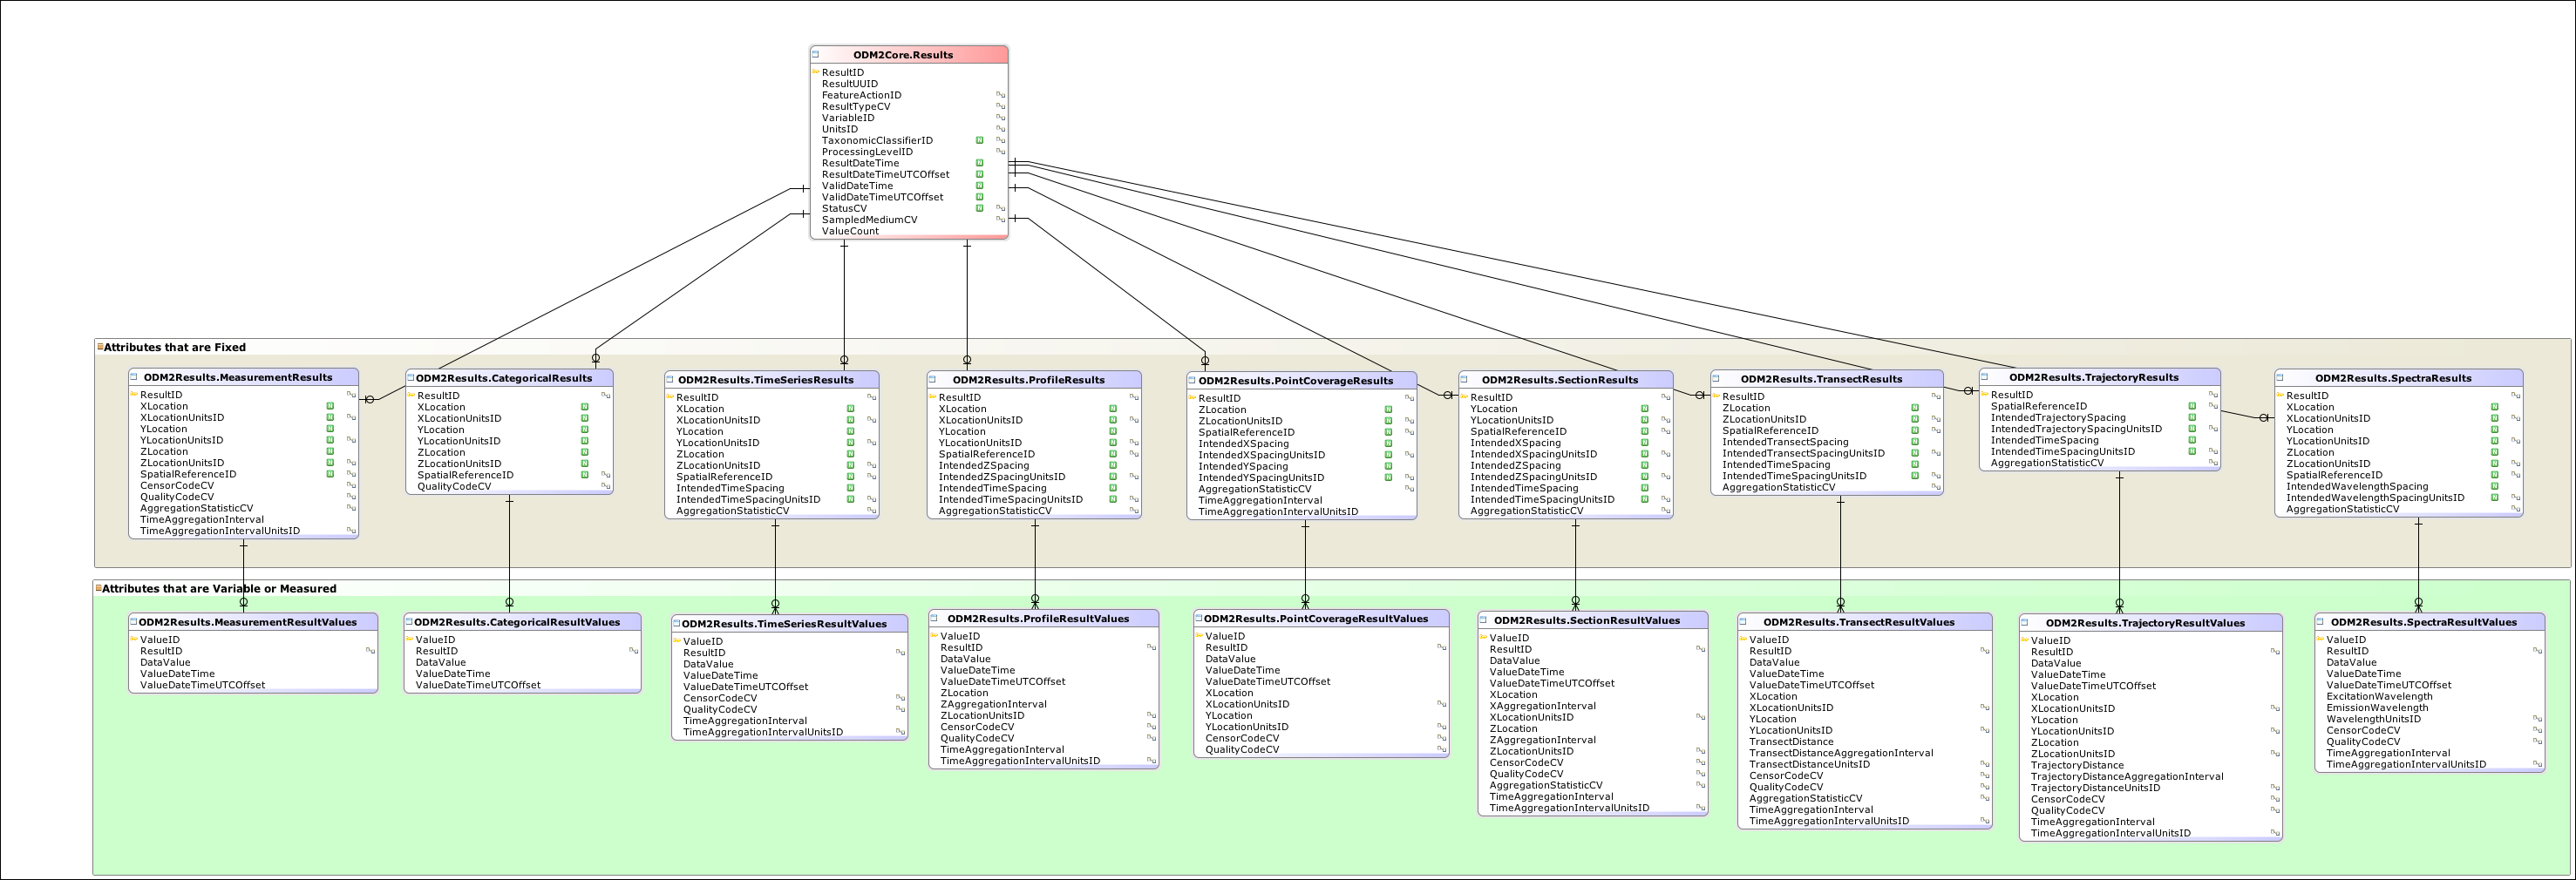 ODM2Core.Results
ResultID
ResultUUID
FeatureActionID
ResultTypeCV
VariableID
UnitsID
TaxonomicClassifierID
ProcessingLevelID
ResultDateTime
ResultDateTimeUTCOffset
ValidDateTime
ValidDateTimeUTCOffset
StatusCV
SampledMediumCV
ValueCount
Attributes that are Fixed
ODM2Results.MeasurementResults
ResultID
XLocation
XLocationUnitsID
YLocation
YLocationUnitsID
ZLocation
ZLocationUnitsID
SpatialReferenceID
CensorCodeCV
QualityCodeCV
AggregationStatisticCV
TimeAggregationInterval
TimeAggregationIntervalUnitsID
ODM2Results.CategoricalResults
ResultID
XLocation
XLocationUnitsID
YLocation
YLocationUnitsID
ZLocation
ZLocationUnitsID
SpatialReferenceID
QualityCodeCV
ODM2Results.TimeSeriesResults
ResultID
XLocation
XLocationUnitsID
YLocation
YLocationUnitsID
ZLocation
ZLocationUnitsID
SpatialReferenceID
IntendedTimeSpacing
IntendedTimeSpacingUnitsID
AggregationStatisticCV
ODM2Results.ProfileResults
ResultID
XLocation
XLocationUnitsID
YLocation
YLocationUnitsID
SpatialReferenceID
IntendedZSpacing
IntendedZSpacingUnitsID
IntendedTimeSpacing
IntendedTimeSpacingUnitsID
AggregationStatisticCV
ODM2Results.PointCoverageResults
ResultID
ZLocation
ZLocationUnitsID
SpatialReferenceID
IntendedXSpacing
IntendedXSpacingUnitsID
IntendedYSpacing
IntendedYSpacingUnitsID
AggregationStatisticCV
TimeAggregationInterval
TimeAggregationIntervalUnitsID
ODM2Results.SectionResults
ResultID
YLocation
YLocationUnitsID
SpatialReferenceID
IntendedXSpacing
IntendedXSpacingUnitsID
IntendedZSpacing
IntendedZSpacingUnitsID
IntendedTimeSpacing
IntendedTimeSpacingUnitsID
AggregationStatisticCV
ODM2Results.TransectResults
ResultID
ZLocation
ZLocationUnitsID
SpatialReferenceID
IntendedTransectSpacing
IntendedTransectSpacingUnitsID
IntendedTimeSpacing
IntendedTimeSpacingUnitsID
AggregationStatisticCV
ODM2Results.TrajectoryResults
ResultID
SpatialReferenceID
IntendedTrajectorySpacing
IntendedTrajectorySpacingUnitsID
IntendedTimeSpacing
IntendedTimeSpacingUnitsID
AggregationStatisticCV
ODM2Results.SpectraResults
ResultID
XLocation
XLocationUnitsID
YLocation
YLocationUnitsID
ZLocation
ZLocationUnitsID
SpatialReferenceID
IntendedWavelengthSpacing
IntendedWavelengthSpacingUnitsID
AggregationStatisticCV
Attributes that are Variable or Measured
ODM2Results.MeasurementResultValues
ValueID
ResultID
DataValue
ValueDateTime
ValueDateTimeUTCOffset
ODM2Results.CategoricalResultValues
ValueID
ResultID
DataValue
ValueDateTime
ValueDateTimeUTCOffset
ODM2Results.TimeSeriesResultValues
ValueID
ResultID
DataValue
ValueDateTime
ValueDateTimeUTCOffset
CensorCodeCV
QualityCodeCV
TimeAggregationInterval
TimeAggregationIntervalUnitsID
ODM2Results.ProfileResultValues
ValueID
ResultID
DataValue
ValueDateTime
ValueDateTimeUTCOffset
ZLocation
ZAggregationInterval
ZLocationUnitsID
CensorCodeCV
QualityCodeCV
TimeAggregationInterval
TimeAggregationIntervalUnitsID
ODM2Results.PointCoverageResultValues
ValueID
ResultID
DataValue
ValueDateTime
ValueDateTimeUTCOffset
XLocation
XLocationUnitsID
YLocation
YLocationUnitsID
CensorCodeCV
QualityCodeCV
ODM2Results.SectionResultValues
ValueID
ResultID
DataValue
ValueDateTime
ValueDateTimeUTCOffset
XLocation
XAggregationInterval
XLocationUnitsID
ZLocation
ZAggregationInterval
ZLocationUnitsID
CensorCodeCV
QualityCodeCV
AggregationStatisticCV
TimeAggregationInterval
TimeAggregationIntervalUnitsID
ODM2Results.TransectResultValues
ValueID
ResultID
DataValue
ValueDateTime
ValueDateTimeUTCOffset
XLocation
XLocationUnitsID
YLocation
YLocationUnitsID
TransectDistance
TransectDistanceAggregationInterval
TransectDistanceUnitsID
CensorCodeCV
QualityCodeCV
AggregationStatisticCV
TimeAggregationInterval
TimeAggregationIntervalUnitsID
ODM2Results.TrajectoryResultValues
ValueID
ResultID
DataValue
ValueDateTime
ValueDateTimeUTCOffset
XLocation
XLocationUnitsID
YLocation
YLocationUnitsID
ZLocation
ZLocationUnitsID
TrajectoryDistance
TrajectoryDistanceAggregationInterval
TrajectoryDistanceUnitsID
CensorCodeCV
QualityCodeCV
TimeAggregationInterval
TimeAggregationIntervalUnitsID
ODM2Results.SpectraResultValues
ValueID
ResultID
DataValue
ValueDateTime
ValueDateTimeUTCOffset
ExcitationWavelength
EmissionWavelength
WavelengthUnitsID
CensorCodeCV
QualityCodeCV
TimeAggregationInterval
TimeAggregationIntervalUnitsID